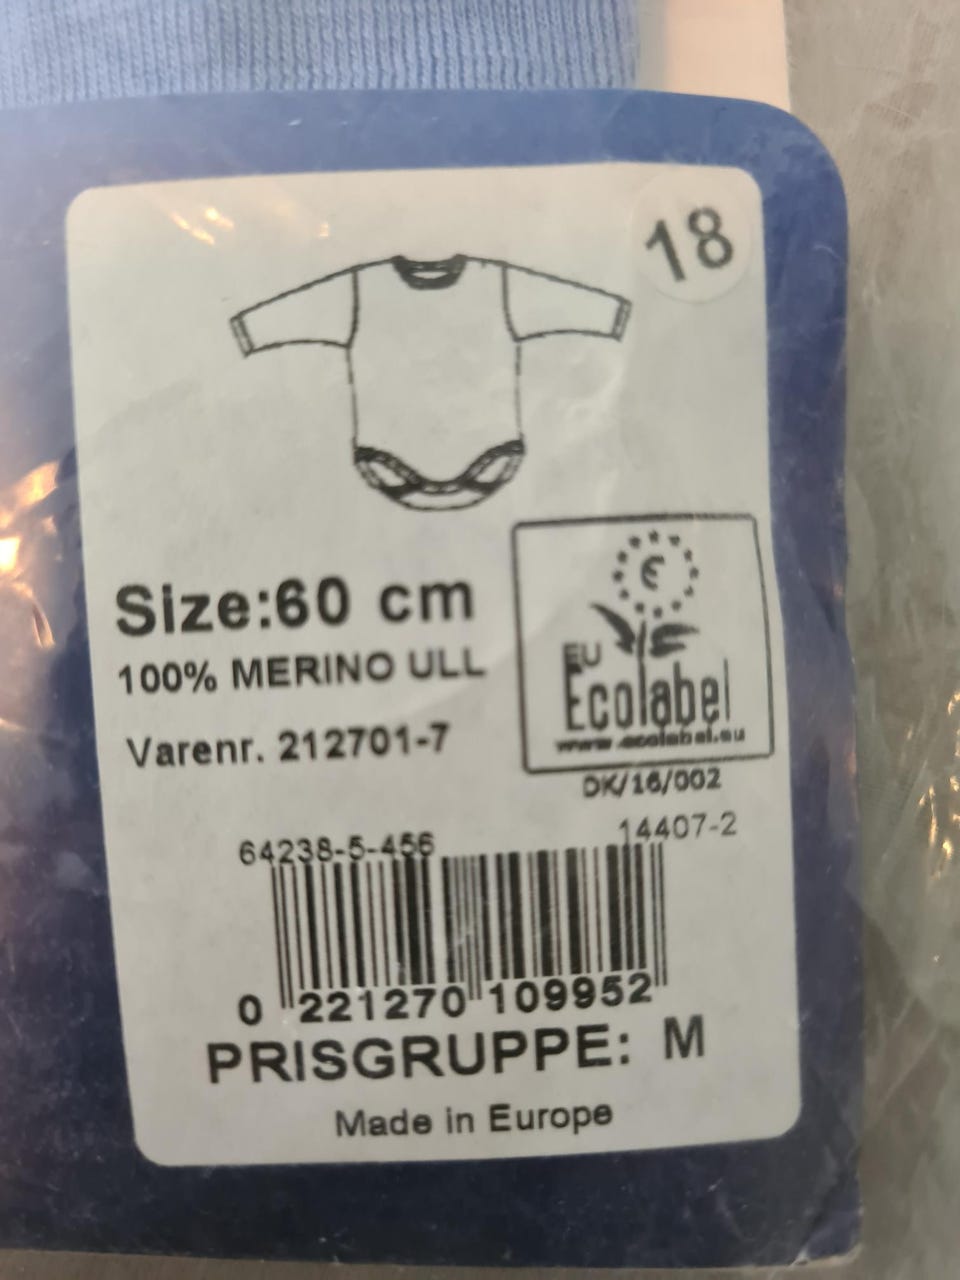 18
Size:60 cm
100% MERINO ULL
Varenr. 212701-7
EU
Ecolabel
www.ecolabel.eu
DK/16/002
64238-5-456
14407-2
0 221270 109952
PRISGRUPPE: M
Made in Europe